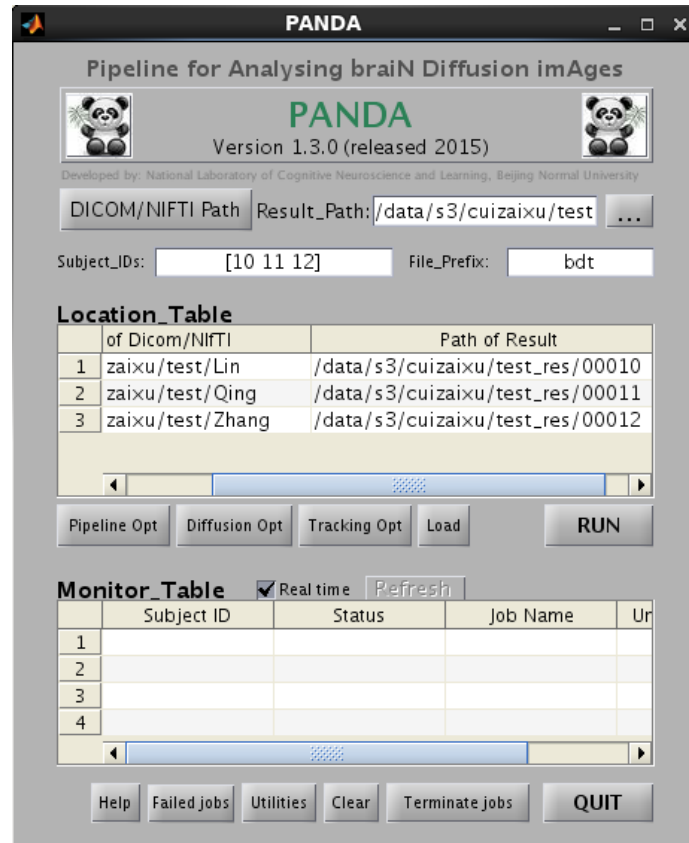 PANDA
Pipeline for Analysing braiN Diffusion imAges
PANDA
Version 1.3.0 (released 2015)
Developed by: National Laboratory of Cognitive Neuroscience and Learning, Beijing Normal University
DICOM/NIFTI Path Result_Path: /data/s3/cuizaixu/test ...
Subject_IDs: [10 11 12] File_Prefix: bdt
Location_Table
of Dicom/NIfTI Path of Result
1 zaixu/test/Lin /data/s3/cuizaixu/test_res/00010
2 zaixu/test/Qing /data/s3/cuizaixu/test_res/00011
3 zaixu/test/Zhang /data/s3/cuizaixu/test_res/00012
Pipeline Opt Diffusion Opt Tracking Opt Load RUN
Monitor_Table Real time Refresh
Subject ID Status Job Name Ur
1
2
3
4
Help Failed jobs Utilities Clear Terminate jobs QUIT